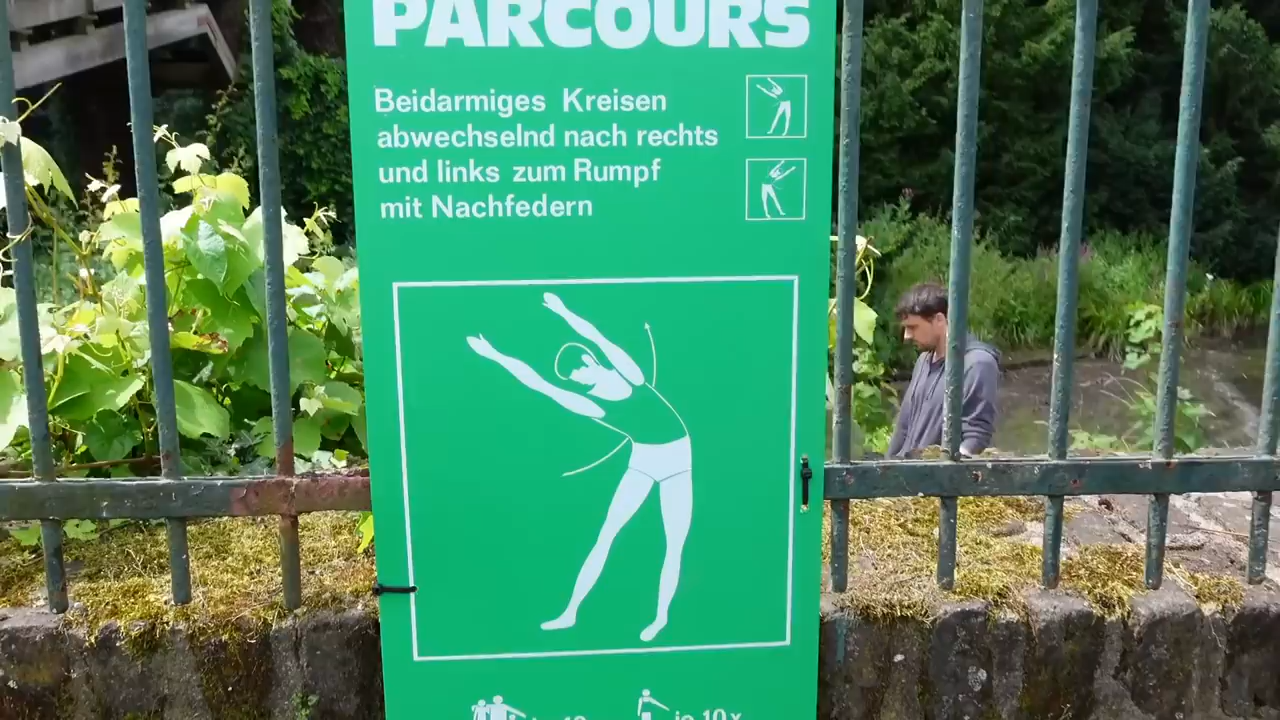 PARCOURS
Beidarmiges Kreisen
abwechselnd nach rechts
und links zum Rumpf
mit Nachfedern
je 10x